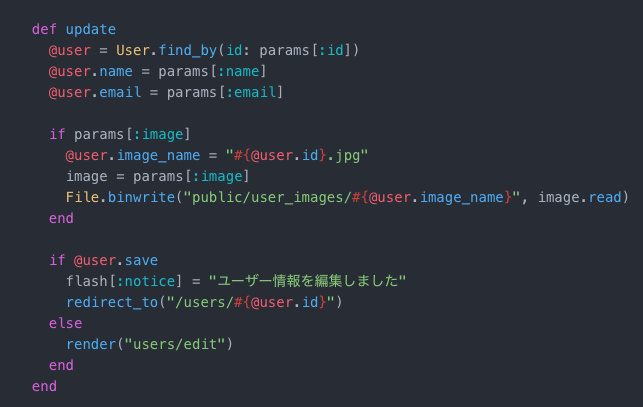 def update
  @user = User.find_by(id: params[:id])
  @user.name = params[:name]
  @user.email = params[:email]

  if params[:image]
    @user.image_name = "#{@user.id}.jpg"
    image = params[:image]
    File.binwrite("public/user_images/#{@user.image_name}", image.read)
  end

  if @user.save
    flash[:notice] = "ユーザー情報を編集しました"
    redirect_to("/users/#{@user.id}")
  else
    render("users/edit")
  end
end